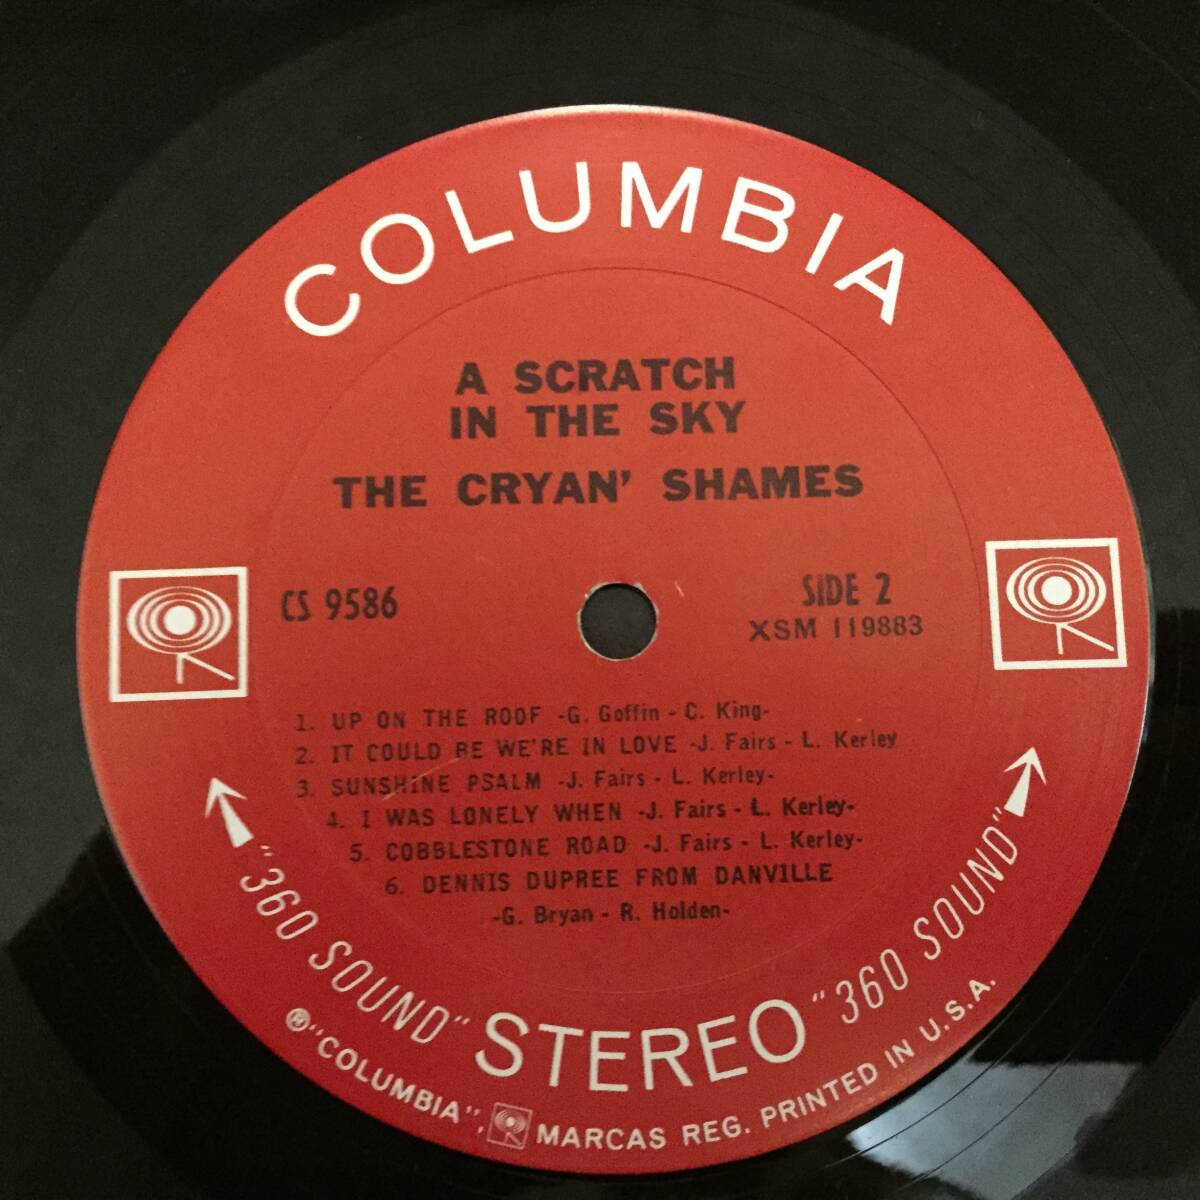 COLUMBIA
A SCRATCH
IN THE SKY
THE CRYAN' SHAMES
CS 9586
SIDE 2
XSM 119883
1. UP ON THE ROOF -G. Goffin - C. King-
2. IT COULD BE WE'RE IN LOVE -J. Fairs - L. Kerley
3. SUNSHINE PSALM -J. Fairs - L. Kerley-
4. I WAS LONELY WHEN -J. Fairs - L. Kerley-
5. COBBLESTONE ROAD -J. Fairs - L. Kerley-
6. DENNIS DUPREE FROM DANVILLE
-G. Bryan - R. Holden-
"360 SOUND" STEREO "360 SOUND"
®"COLUMBIA", MARCAS REG. PRINTED IN U.S.A.